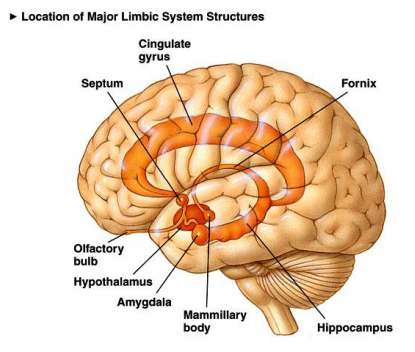 ► Location of Major Limbic System Structures
Cingulate
gyrus
Septum
Fornix
Olfactory
bulb
Hypothalamus
Amygdala
Mammillary
body
Hippocampus